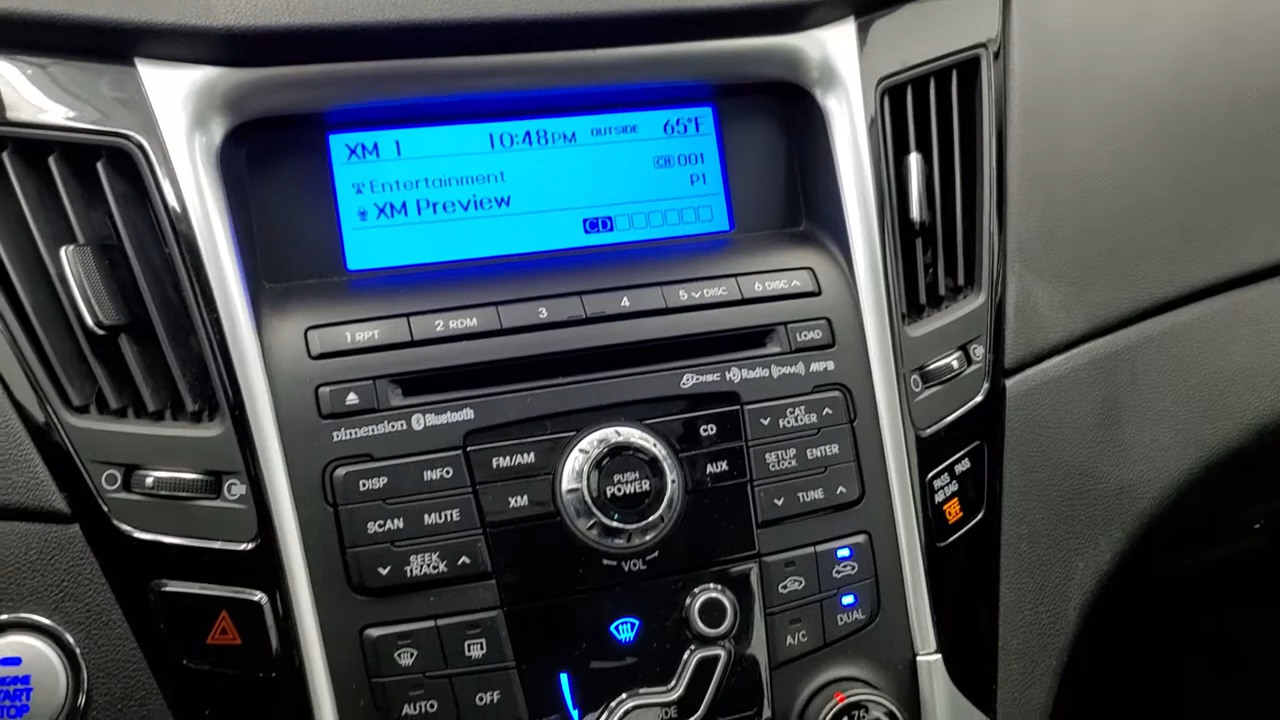 XM 1 10:48PM OUTSIDE 65°F
Entertainment CH 001
XM Preview P1
CD
1 RPT 2 RDM 3 4 5 DISC 6 DISC
LOAD
6DISC HD Radio ((XM)) MP3
Dimension Bluetooth
DISP INFO
SCAN MUTE
SEEK
TRACK
FM/AM
XM
PUSH
POWER
VOL
CD
AUX
CAT
FOLDER
SETUP
CLOCK ENTER
TUNE
PASS PASS
AIR BAG
OFF
A/C DUAL
AUTO OFF
START
STOP
75